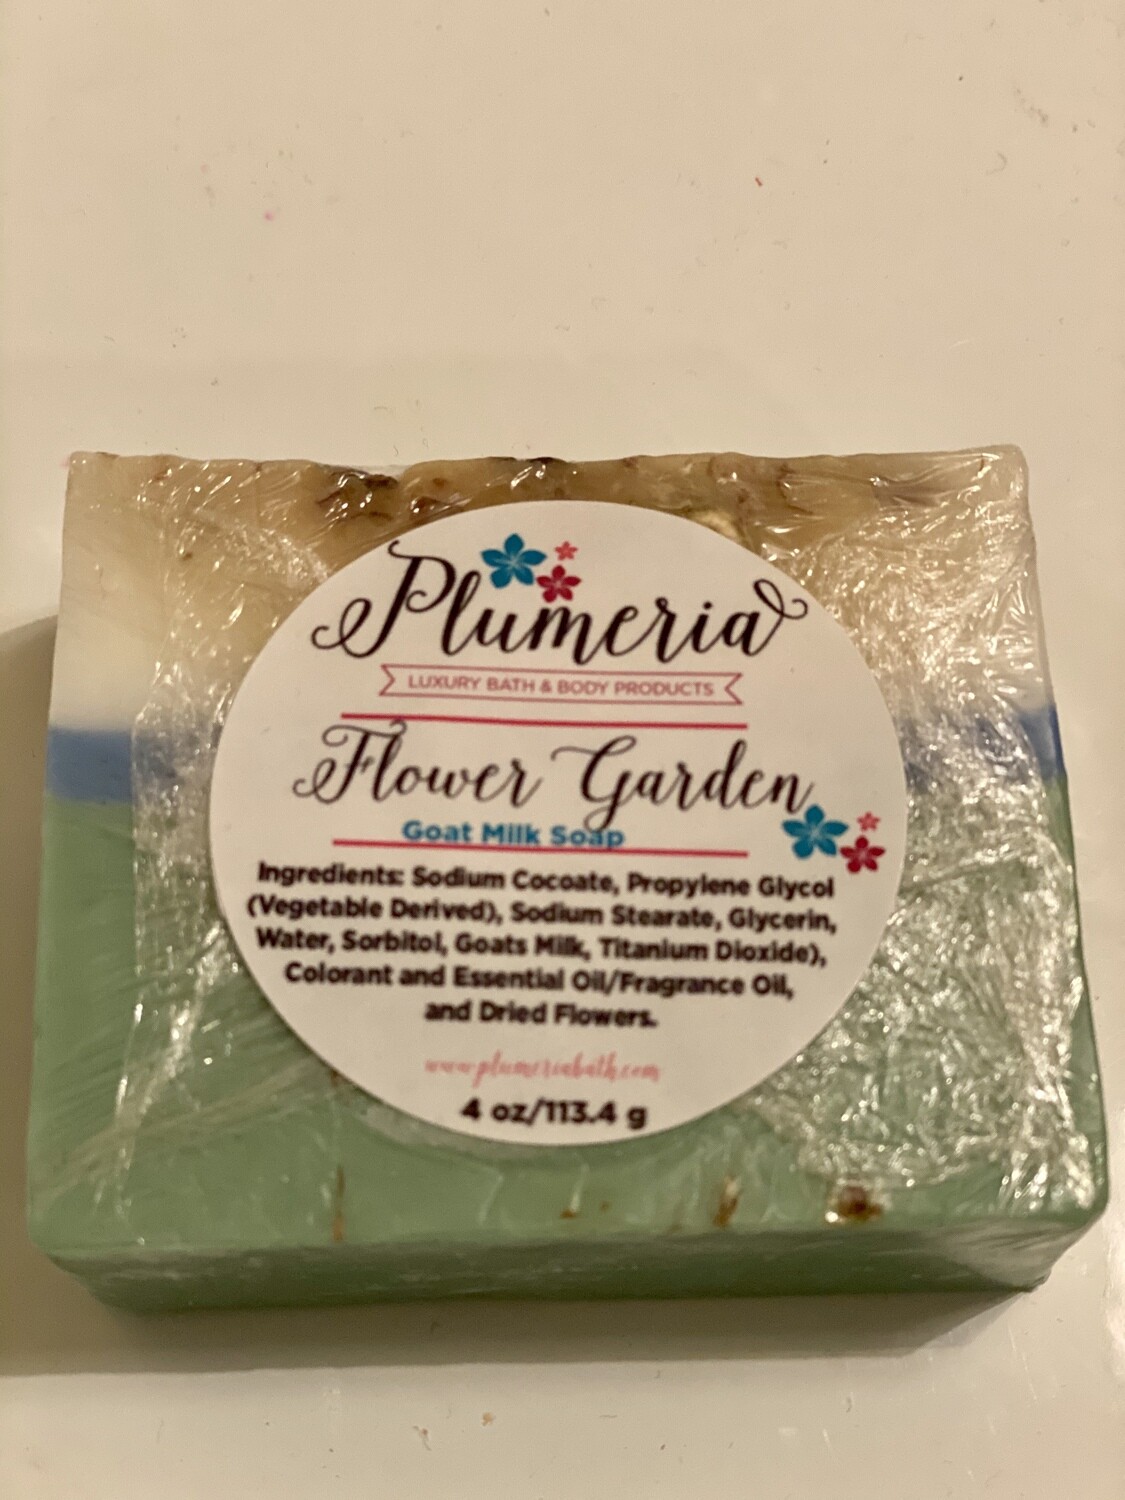 Plumeria
LUXURY BATH & BODY PRODUCTS
Flower Garden
Goat Milk Soap
Ingredients: Sodium Cocoate, Propylene Glycol
(Vegetable Derived), Sodium Stearate, Glycerin,
Water, Sorbitol, Goats Milk, Titanium Dioxide),
Colorant and Essential Oil/Fragrance Oil,
and Dried Flowers.
www.plumeriabath.com
4 oz/113.4 g